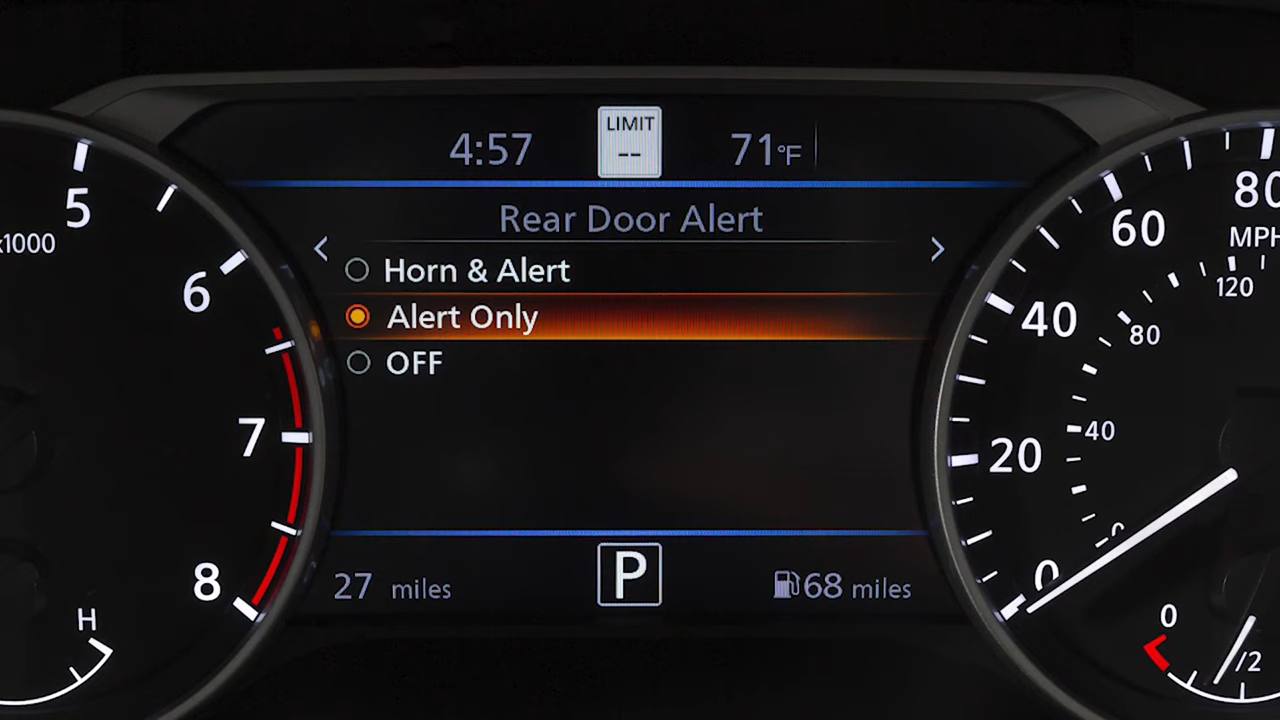 4:57
LIMIT
--
71°F
Rear Door Alert
Horn & Alert
Alert Only
OFF
27 miles
P
68 miles
5
x1000
6
7
8
H
80
MPH
60
120
40
80
20
40
0
0
0
1/2